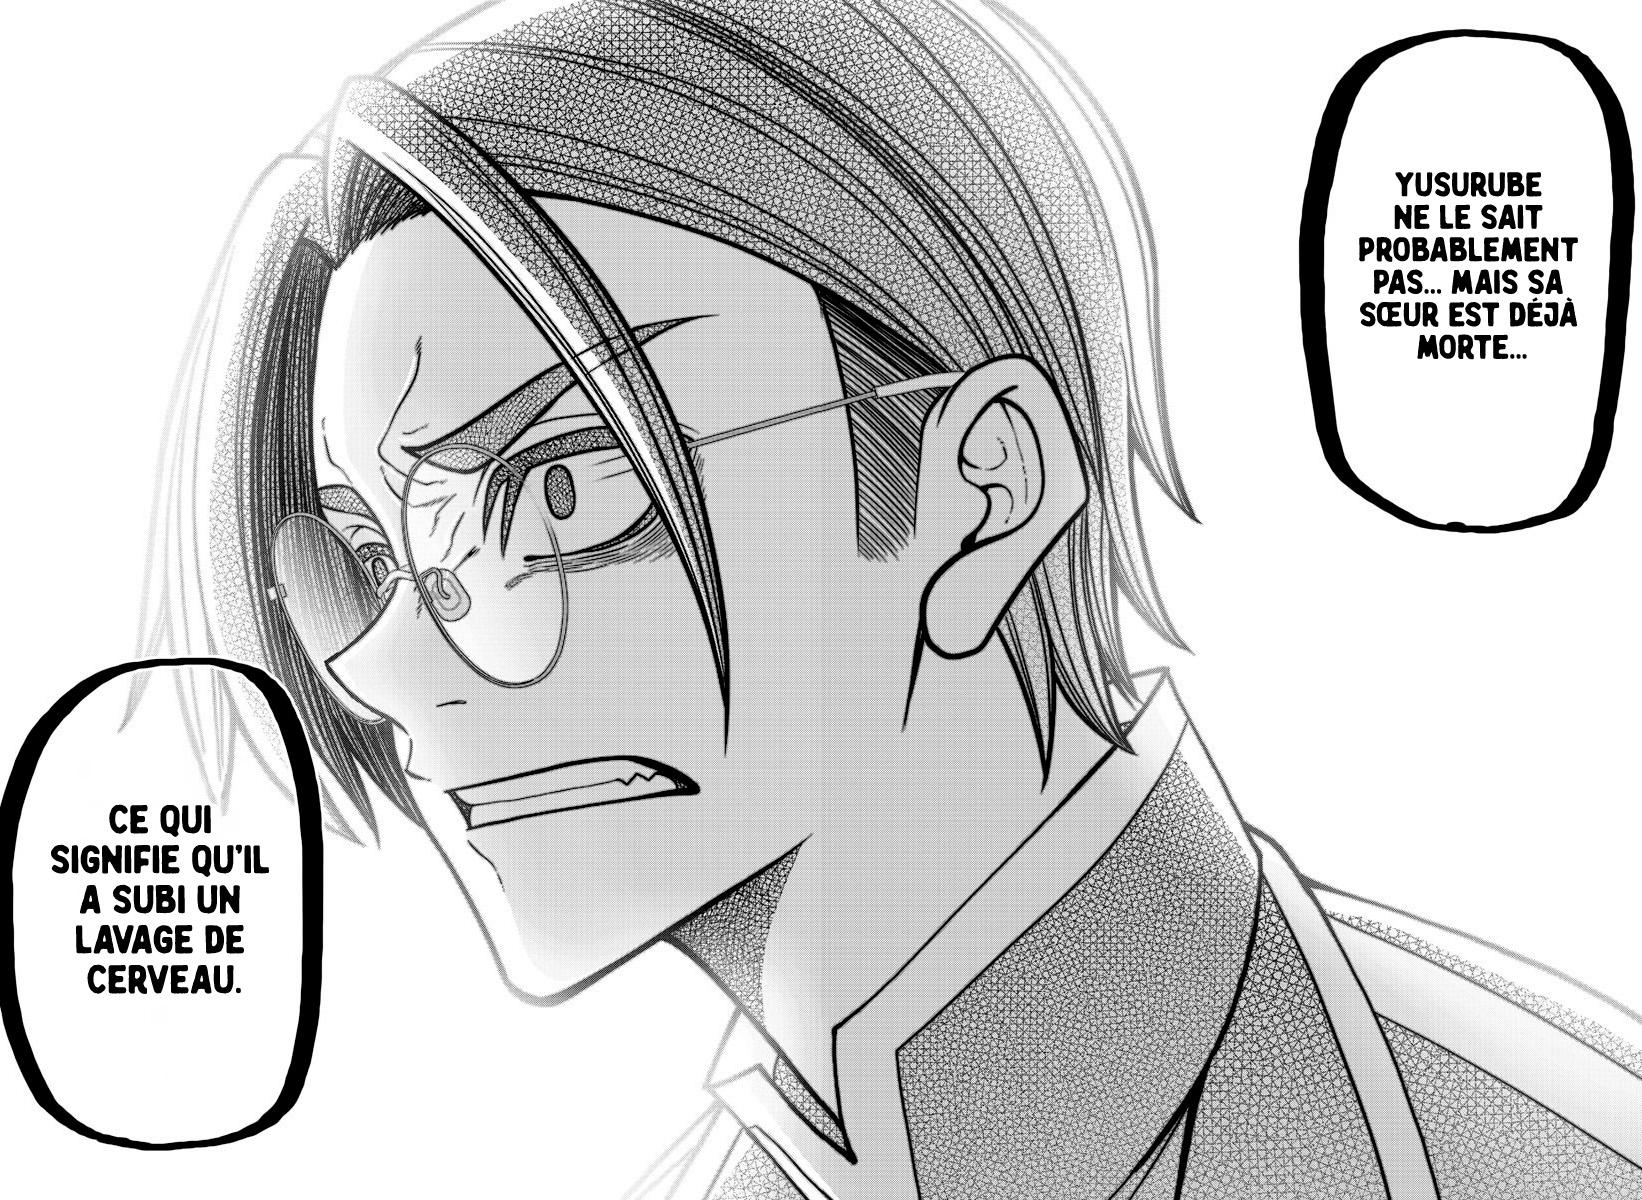 YUSURUBE
NE LE SAIT
PROBABLEMENT
PAS... MAIS SA
SŒUR EST DÉJÀ
MORTE...
CE QUI
SIGNIFIE QU'IL
A SUBI UN
LAVAGE DE
CERVEAU.